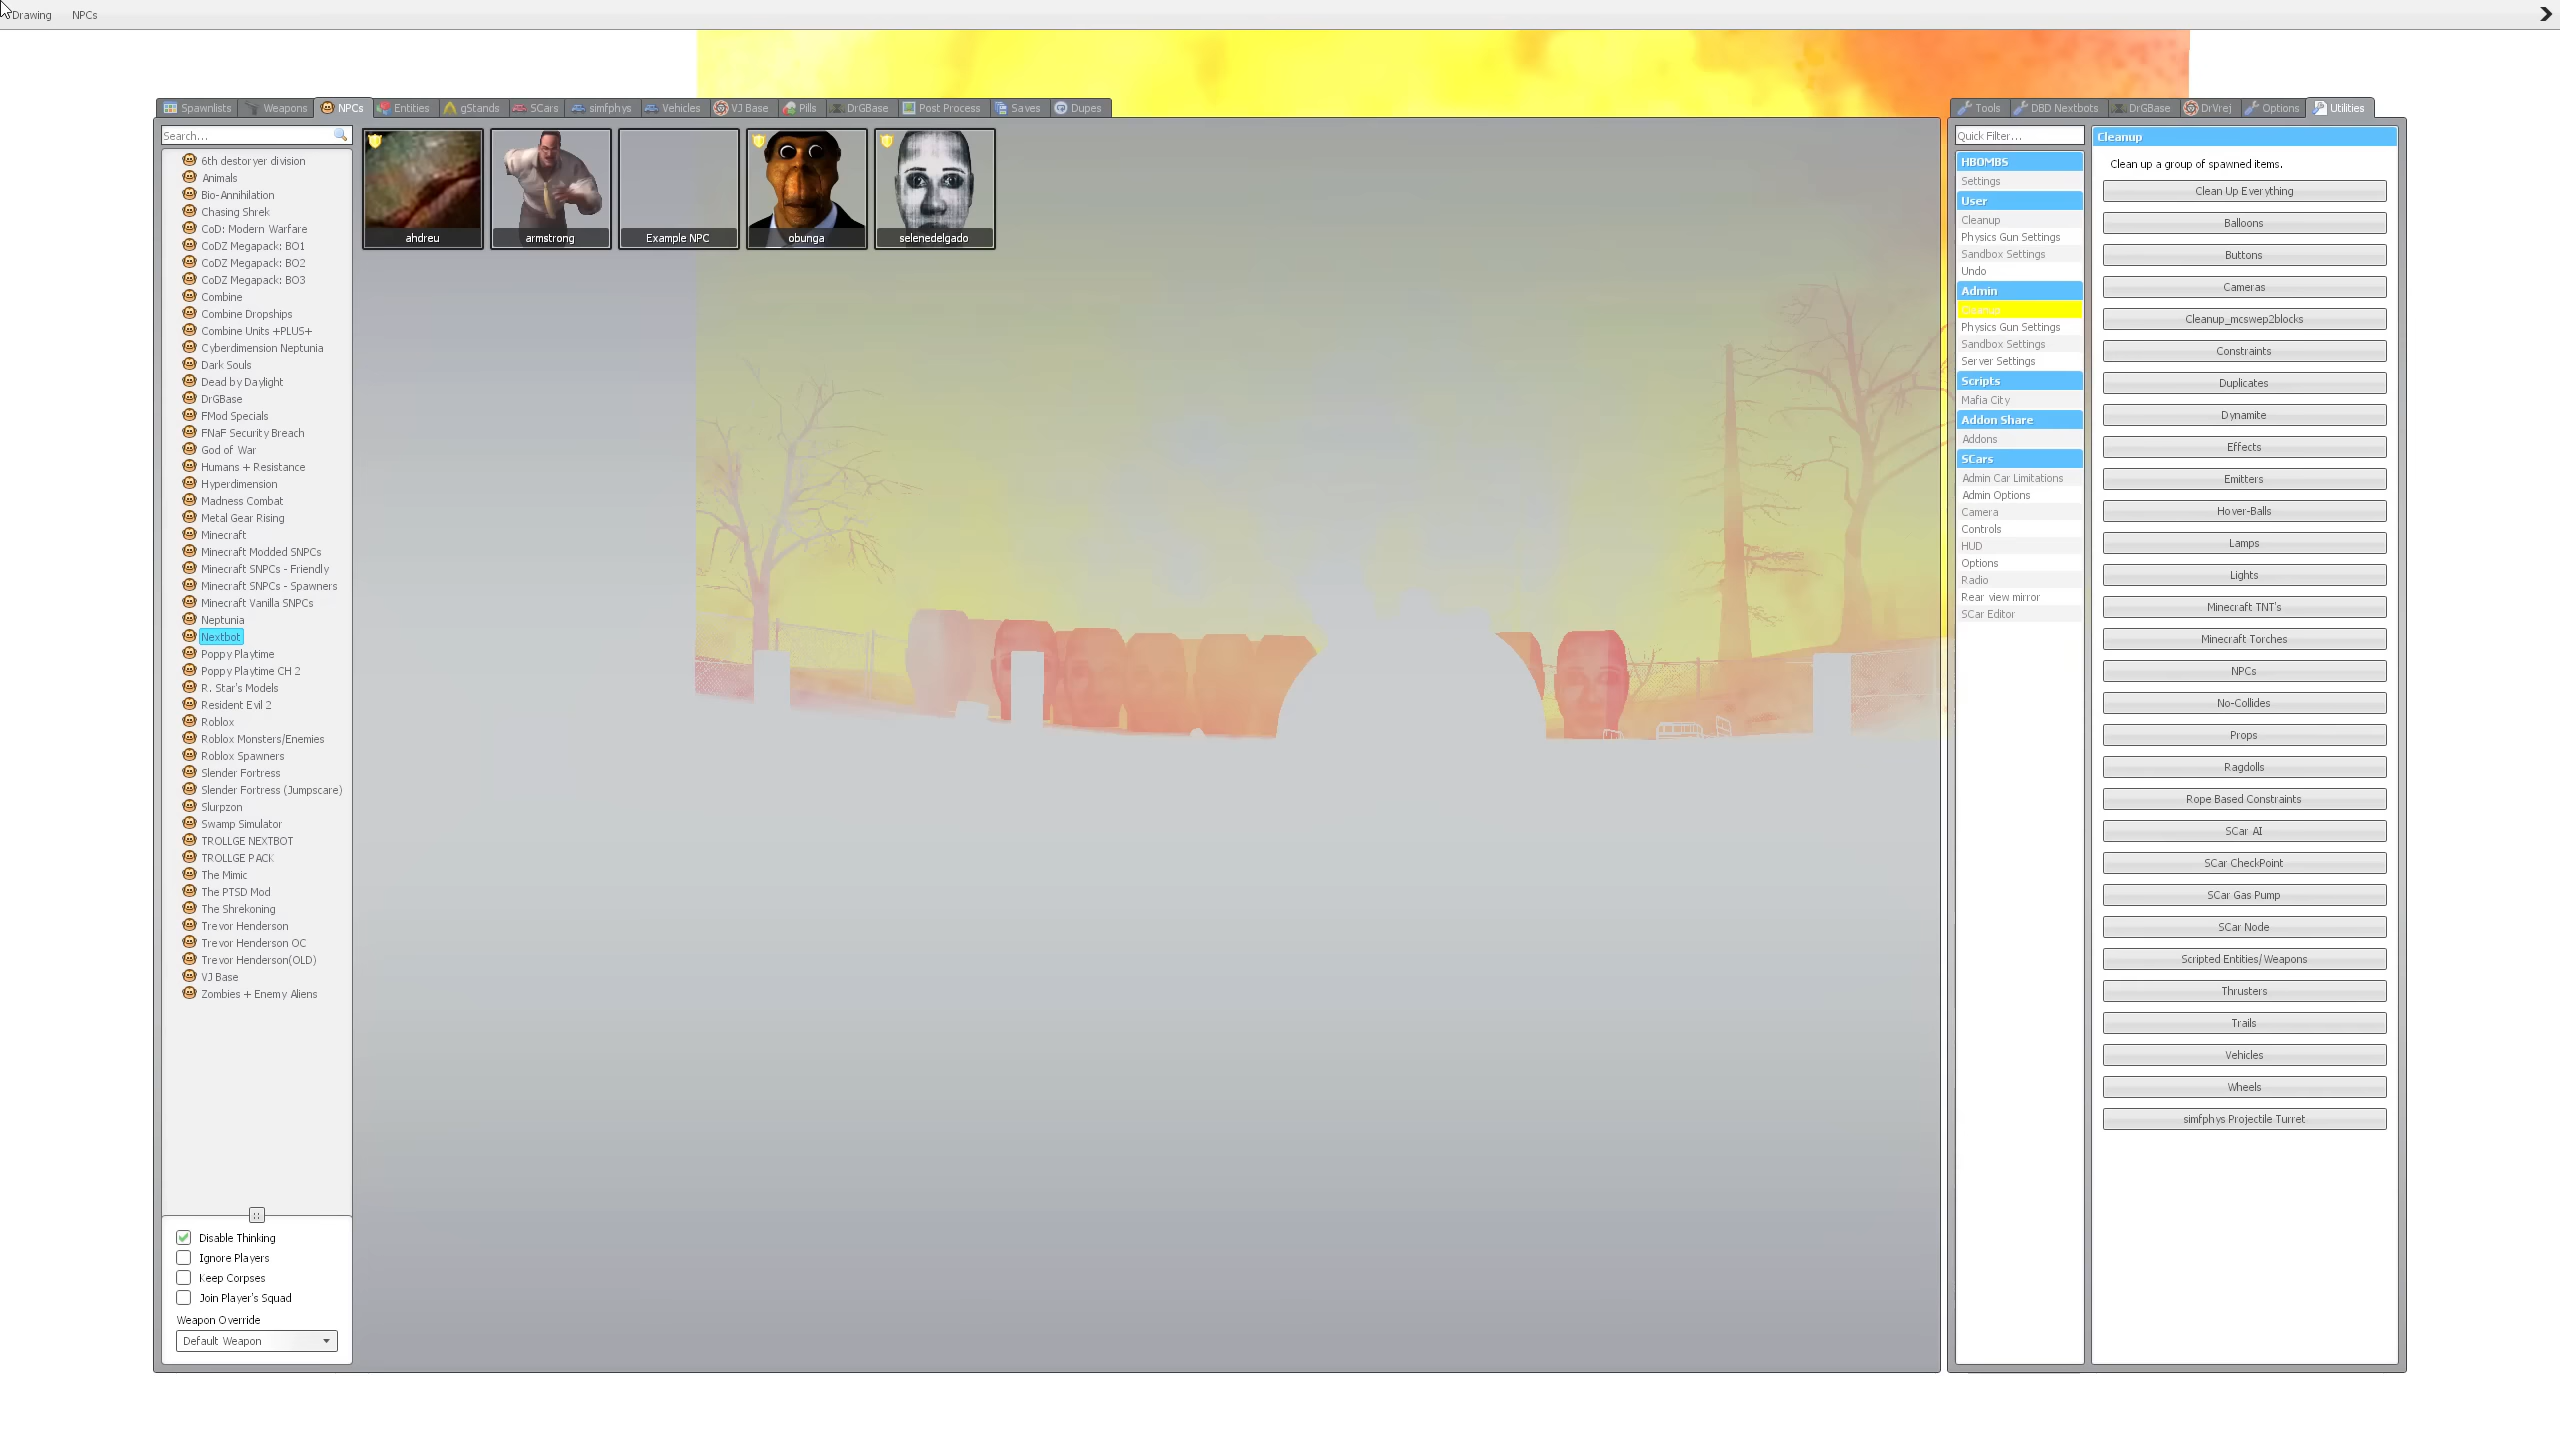 Drawing NPCs
Spawnlists Weapons NPCs Entities gStands SCars simfphys Vehicles VJ Base Pills DrGBase Post Process Saves Dupes
Search...
6th destoryer division
Animals
Bio-Annihilation
Chasing Shrek
CoD: Modern Warfare
CoDZ Megapack: BO1
CoDZ Megapack: BO2
CoDZ Megapack: BO3
Combine
Combine Dropships
Combine Units +PLUS+
Cyberdimension Neptunia
Dark Souls
Dead by Daylight
DrGBase
FMod Specials
FNaF Security Breach
God of War
Humans + Resistance
Hyperdimension
Madness Combat
Metal Gear Rising
Minecraft
Minecraft Modded SNPCs
Minecraft SNPCs - Friendly
Minecraft SNPCs - Spawners
Minecraft Vanilla SNPCs
Neptunia
Nextbot
Poppy Playtime
Poppy Playtime CH 2
R. Star's Models
Resident Evil 2
Roblox
Roblox Monsters/Enemies
Roblox Spawners
Slender Fortress
Slender Fortress (Jumpscare)
Slurpzon
Swamp Simulator
TROLLGE NEXTBOT
TROLLGE PACK
The Mimic
The PTSD Mod
The Shrekoning
Trevor Henderson
Trevor Henderson OC
Trevor Henderson(OLD)
VJ Base
Zombies + Enemy Aliens
Disable Thinking
Ignore Players
Keep Corpses
Join Player's Squad
Weapon Override
Default Weapon
ahdreu
armstrong
Example NPC
obunga
selenedelgado
Tools DBD Nextbots DrGBase DrVrej Options Utilities
Quick Filter...
HBOMBS
Settings
User
Cleanup
Physics Gun Settings
Sandbox Settings
Undo
Admin
Cleanup
Physics Gun Settings
Sandbox Settings
Server Settings
Scripts
Mafia City
Addon Share
Addons
SCars
Admin Car Limitations
Admin Options
Camera
Controls
HUD
Options
Radio
Rear view mirror
SCar Editor
Cleanup
Clean up a group of spawned items.
Clean Up Everything
Balloons
Buttons
Cameras
Cleanup_mcswep2blocks
Constraints
Duplicates
Dynamite
Effects
Emitters
Hover-Balls
Lamps
Lights
Minecraft TNT's
Minecraft Torches
NPCs
No-Collides
Props
Ragdolls
Rope Based Constraints
SCar AI
SCar CheckPoint
SCar Gas Pump
SCar Node
Scripted Entities/Weapons
Thrusters
Trails
Vehicles
Wheels
simfphys Projectile Turret